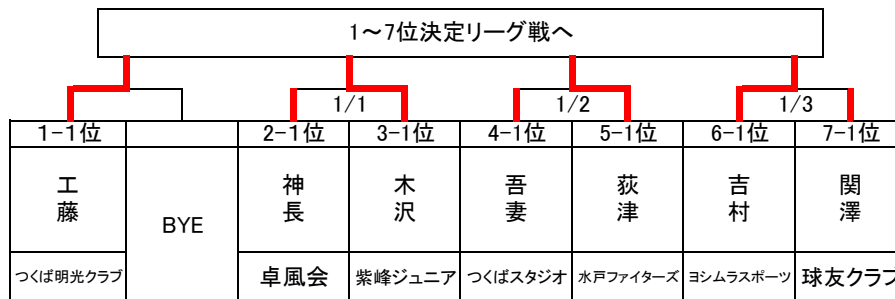 1～7位決定リーグ戦へ
1/1 1/2 1/3
1-1位 2-1位 3-1位 4-1位 5-1位 6-1位 7-1位
工藤 BYE 神長 木沢 吾妻 荻津 吉村 関澤
つくば明光クラブ 卓風会 紫峰ジュニア つくばスタジオ 水戸ファイターズ ヨシムラスポーツ 球友クラブ